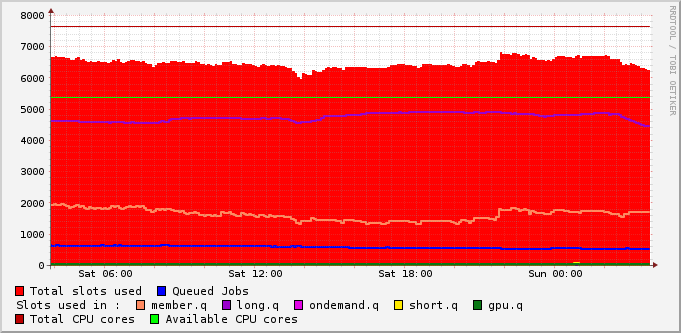 8000
7000
6000
5000
4000
3000
2000
1000
0
Sat 06:00 Sat 12:00 Sat 18:00 Sun 00:00
RRDTOOL / TOBI OETIKER
Total slots used Queued Jobs
Slots used in : member.q long.q ondemand.q short.q gpu.q
Total CPU cores Available CPU cores